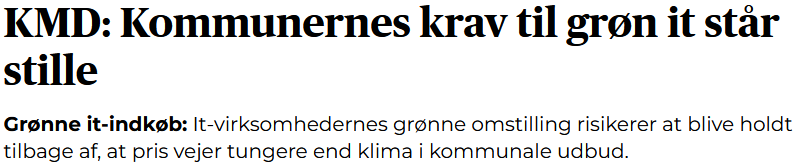 KMD: Kommunernes krav til grøn it står
stille
Grønne it-indkøb: It-virksomhedernes grønne omstilling risikerer at blive holdt
tilbage af, at pris vejer tungere end klima i kommunale udbud.